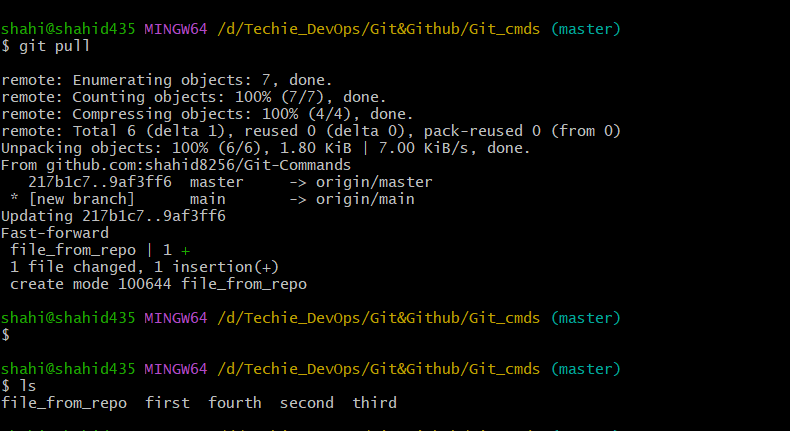 shahi@shahid435 MINGW64 /d/Techie_DevOps/Git&Github/Git_cmds (master)
$ git pull
remote: Enumerating objects: 7, done.
remote: Counting objects: 100% (7/7), done.
remote: Compressing objects: 100% (4/4), done.
remote: Total 6 (delta 1), reused 0 (delta 0), pack-reused 0 (from 0)
Unpacking objects: 100% (6/6), 1.80 KiB | 7.00 KiB/s, done.
From github.com:shahid8256/Git-Commands
   217b1c7..9af3ff6  master     -> origin/master
 * [new branch]      main       -> origin/main
Updating 217b1c7..9af3ff6
Fast-forward
 file_from_repo | 1 +
 1 file changed, 1 insertion(+)
 create mode 100644 file_from_repo
shahi@shahid435 MINGW64 /d/Techie_DevOps/Git&Github/Git_cmds (master)
$
shahi@shahid435 MINGW64 /d/Techie_DevOps/Git&Github/Git_cmds (master)
$ ls
file_from_repo  first  fourth  second  third